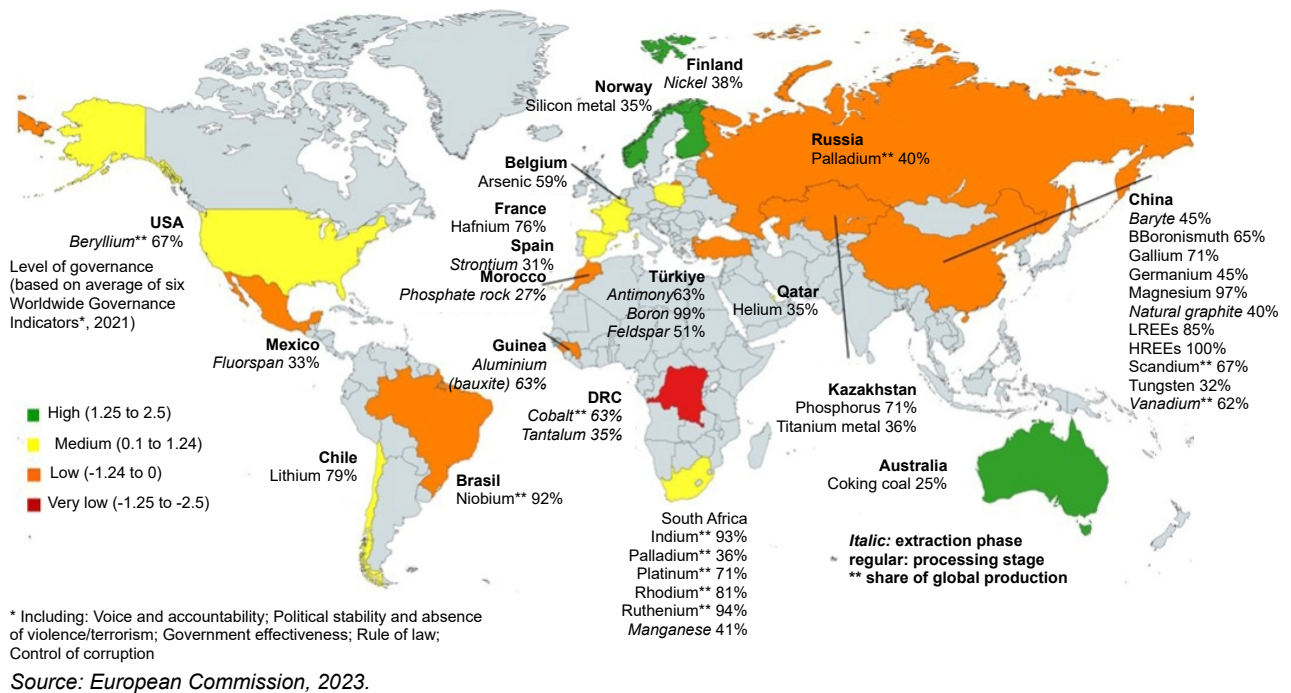 Finland
Nickel 38%
Norway
Silicon metal 35%
Russia
Palladium** 40%
Belgium
Arsenic 59%
France
Hafnium 76%
Spain
Strontium 31%
Morocco
Phosphate rock 27%
USA
Beryllium** 67%
Level of governance
(based on average of six
Worldwide Governance
Indicators*, 2021)
Türkiye
Antimony63%
Boron 99%
Feldspar 51%
Qatar
Helium 35%
China
Baryte 45%
BBoronismuth 65%
Gallium 71%
Germanium 45%
Magnesium 97%
Natural graphite 40%
LREEs 85%
HREEs 100%
Scandium** 67%
Tungsten 32%
Vanadium** 62%
Mexico
Fluorspan 33%
Guinea
Aluminium
(bauxite) 63%
DRC
Cobalt** 63%
Tantalum 35%
Kazakhstan
Phosphorus 71%
Titanium metal 36%
High (1.25 to 2.5)
Medium (0.1 to 1.24)
Low (-1.24 to 0)
Very low (-1.25 to -2.5)
Chile
Lithium 79%
Brasil
Niobium** 92%
Australia
Coking coal 25%
South Africa
Indium** 93%
Palladium** 36%
Platinum** 71%
Rhodium** 81%
Ruthenium** 94%
Manganese 41%
Italic: extraction phase
regular: processing stage
** share of global production
* Including: Voice and accountability; Political stability and absence
of violence/terrorism; Government effectiveness; Rule of law;
Control of corruption
Source: European Commission, 2023.